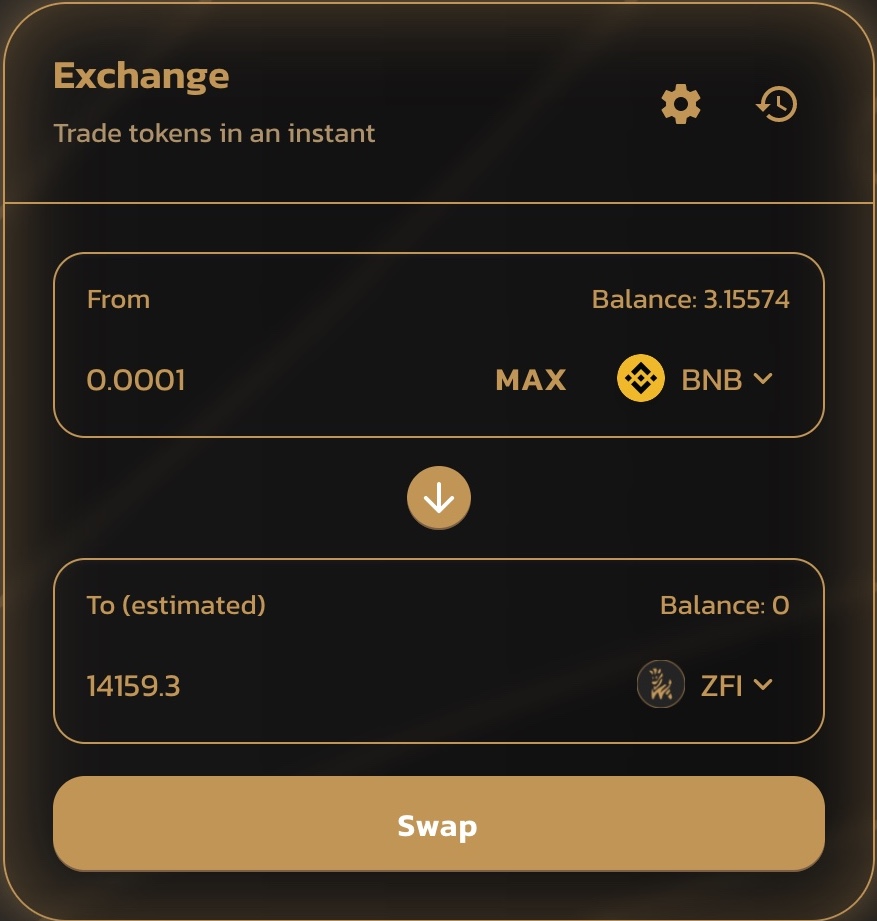 Exchange
Trade tokens in an instant
From
Balance: 3.15574
0.0001
MAX
BNB
To (estimated)
Balance: 0
14159.3
ZFI
Swap